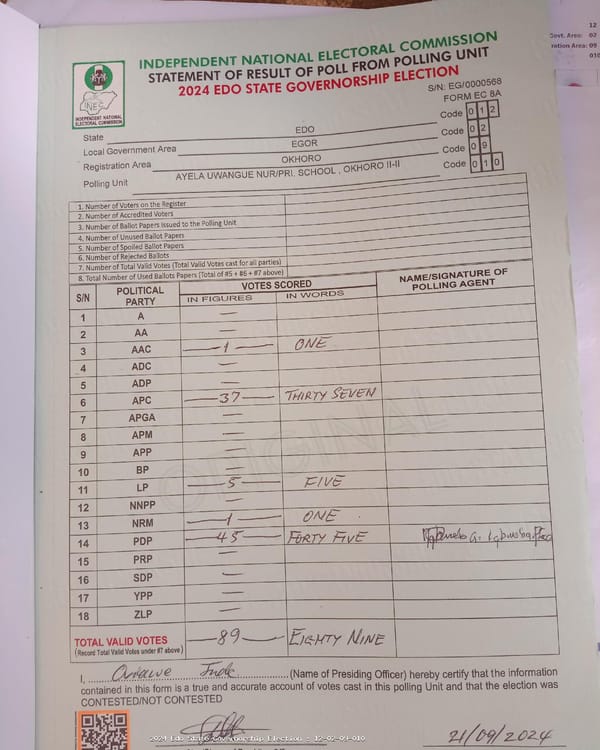 INDEPENDENT NATIONAL ELECTORAL COMMISSION
STATEMENT OF RESULT OF POLL FROM POLLING UNIT
2024 EDO STATE GOVERNORSHIP ELECTION
INEC
INDEPENDENT NATIONAL
ELECTORAL COMMISSION
S/N: EG/0000568
FORM EC 8A
State EDO Code 0 1 2
Local Government Area EGOR Code 0 2
Registration Area OKHORO Code 0 9
Polling Unit AYELA UWANGUE NUR/PRI. SCHOOL , OKHORO II-II Code 0 1 0
1. Number of Voters on the Register
2. Number of Accredited Voters
3. Number of Ballot Papers Issued to the Polling Unit
4. Number of Unused Ballot Papers
5. Number of Spoiled Ballot Papers
6. Number of Rejected Ballots
7. Number of Total Valid Votes (Total Valid Votes cast for all parties)
8. Total Number of Used Ballots Papers (Total of #5 + #6 + #7 above)
S/N POLITICAL PARTY VOTES SCORED NAME/SIGNATURE OF POLLING AGENT
IN FIGURES IN WORDS
1 A —
2 AA —
3 AAC —1— ONE
4 ADC —
5 ADP —
6 APC —37— THIRTY SEVEN
7 APGA —
8 APM —
9 APP —
10 BP —
11 LP —5— FIVE
12 NNPP —
13 NRM —1— ONE
14 PDP —45— FORTY FIVE
15 PRP —
16 SDP —
17 YPP —
18 ZLP —
TOTAL VALID VOTES —89— EIGHTY NINE
(Record Total Valid Votes under #7 above)
ORIGINAL
I, Jude (Name of Presiding Officer) hereby certify that the information
contained in this form is a true and accurate account of votes cast in this polling Unit and that the election was
CONTESTED/NOT CONTESTED
21/09/2024
2024 Edo State Governorship Election - 12-02-09-010
12
Govt. Area: 02
ration Area: 09
010